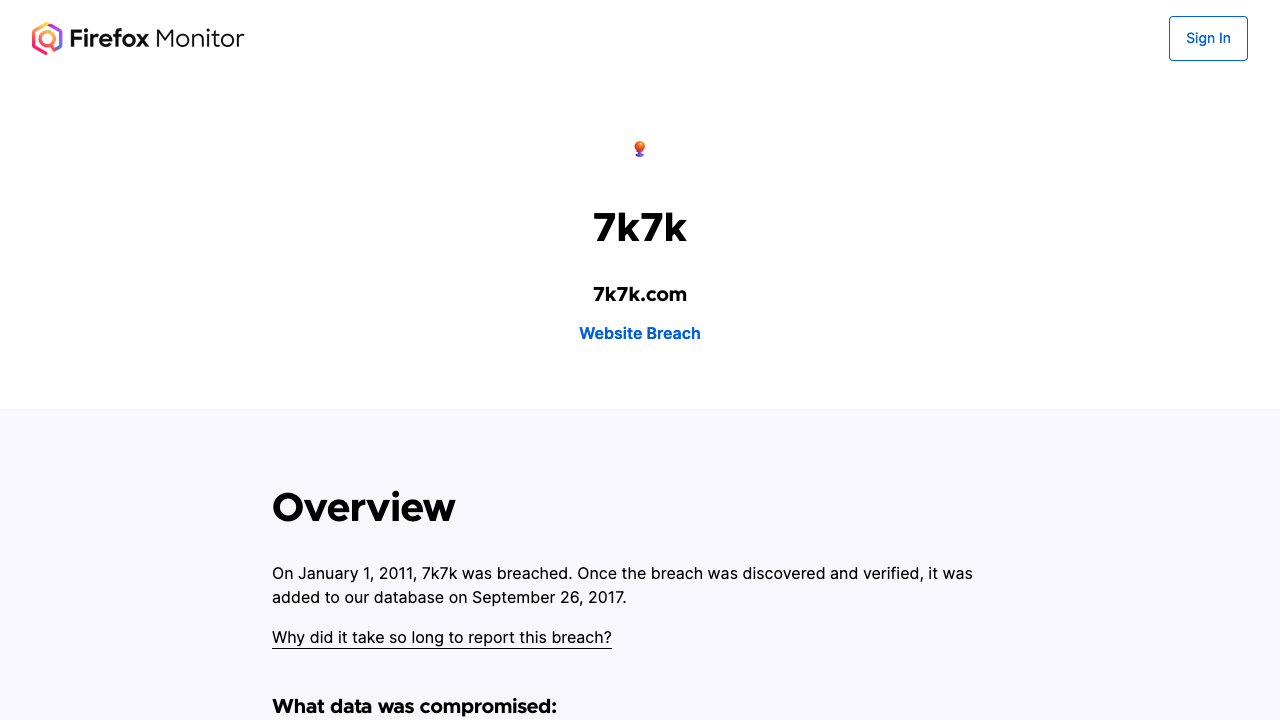 Firefox Monitor
Sign In
7k7k
7k7k.com
Website Breach
Overview
On January 1, 2011, 7k7k was breached. Once the breach was discovered and verified, it was
added to our database on September 26, 2017.
Why did it take so long to report this breach?
What data was compromised: